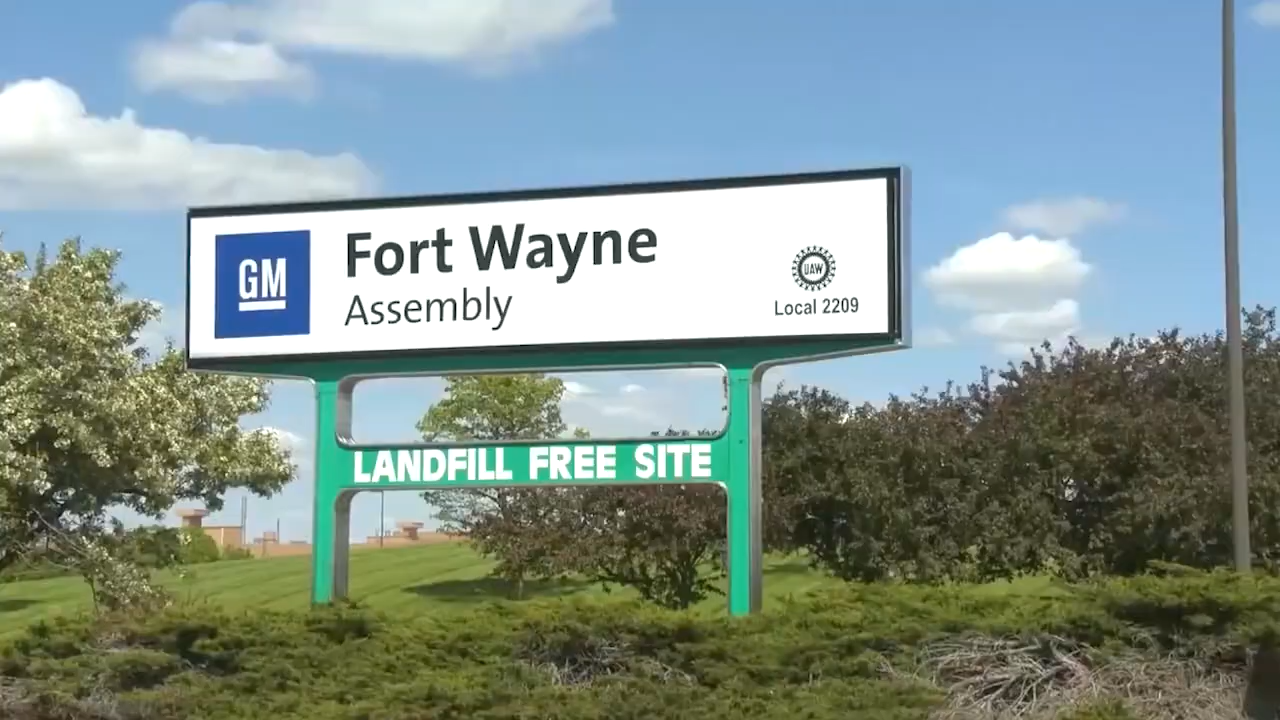 GM
Fort Wayne
Assembly
UAW
Local 2209
LANDFILL FREE SITE